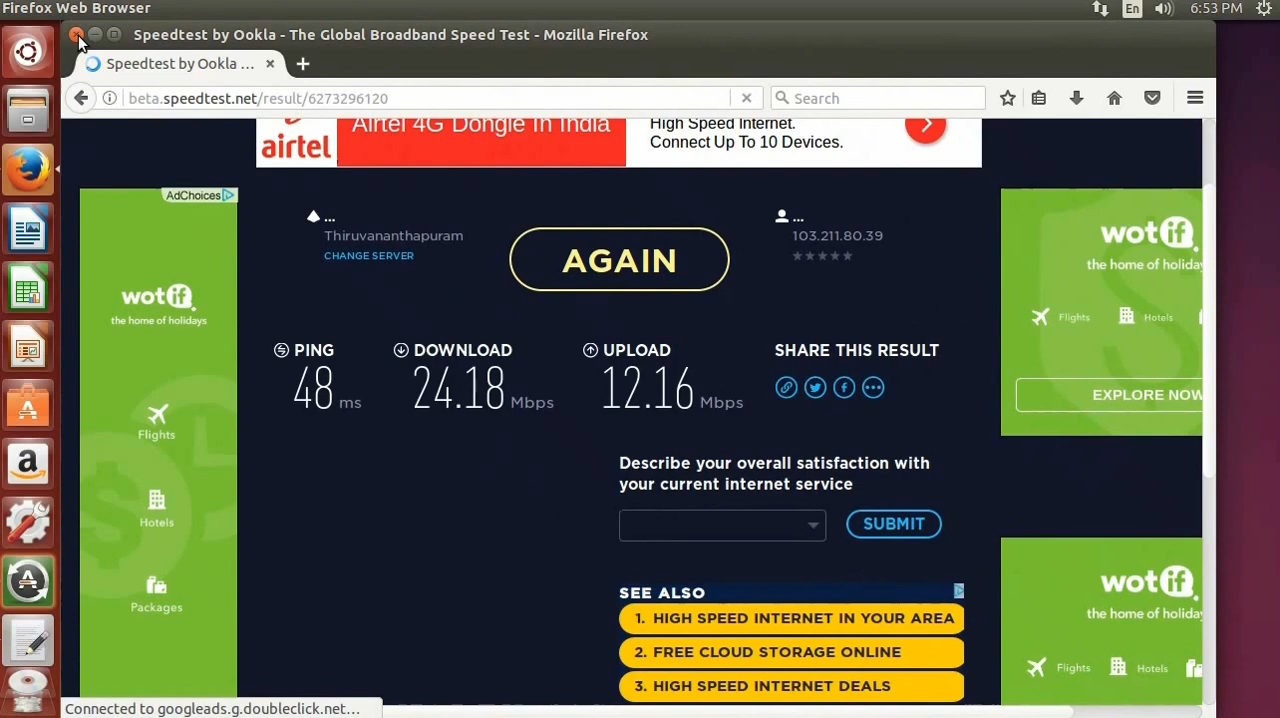 Firefox Web Browser
En
6:53 PM
Speedtest by Ookla - The Global Broadband Speed Test - Mozilla Firefox
Speedtest by Ookla ...
beta.speedtest.net/result/6273296120
Search
airtel
Airtel 4G Dongle In India
High Speed Internet.
Connect Up To 10 Devices.
AdChoices
wotif.
the home of holidays
Flights
Hotels
Packages
...
Thiruvananthapuram
CHANGE SERVER
AGAIN
...
103.211.80.39
PING
48 ms
DOWNLOAD
24.18 Mbps
UPLOAD
12.16 Mbps
SHARE THIS RESULT
Describe your overall satisfaction with
your current internet service
SUBMIT
SEE ALSO
1. HIGH SPEED INTERNET IN YOUR AREA
2. FREE CLOUD STORAGE ONLINE
3. HIGH SPEED INTERNET DEALS
wotif.
the home of holiday
Flights
Hotels
EXPLORE NOW
wotif.
the home of holiday
Flights
Hotels
Connected to googleads.g.doubleclick.net...